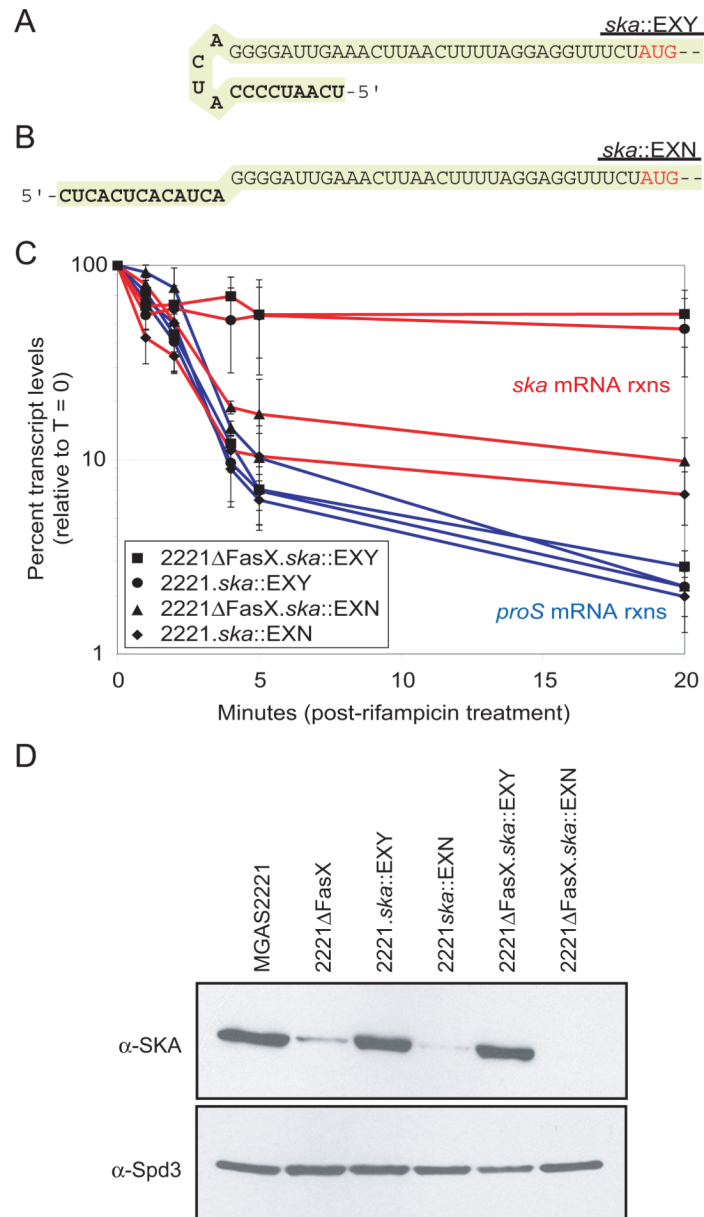 A
ska::EXY
A GGGGAUUGAAACUUAACUUUUAGGAGGUUUCUAUG--
C
U
A CCCCUAACU-5'
B
ska::EXN
GGGGAUUGAAACUUAACUUUUAGGAGGUUUCUAUG--
5'-CUCACUCACAUCA
C
Percent transcript levels
(relative to T = 0)
100
10
1
ska mRNA rxns
proS mRNA rxns
2221ΔFasX.ska::EXY
2221.ska::EXY
2221ΔFasX.ska::EXN
2221.ska::EXN
0 5 10 15 20
Minutes (post-rifampicin treatment)
D
MGAS2221
2221ΔFasX
2221.ska::EXY
2221ska::EXN
2221ΔFasX.ska::EXY
2221ΔFasX.ska::EXN
α-SKA
α-Spd3